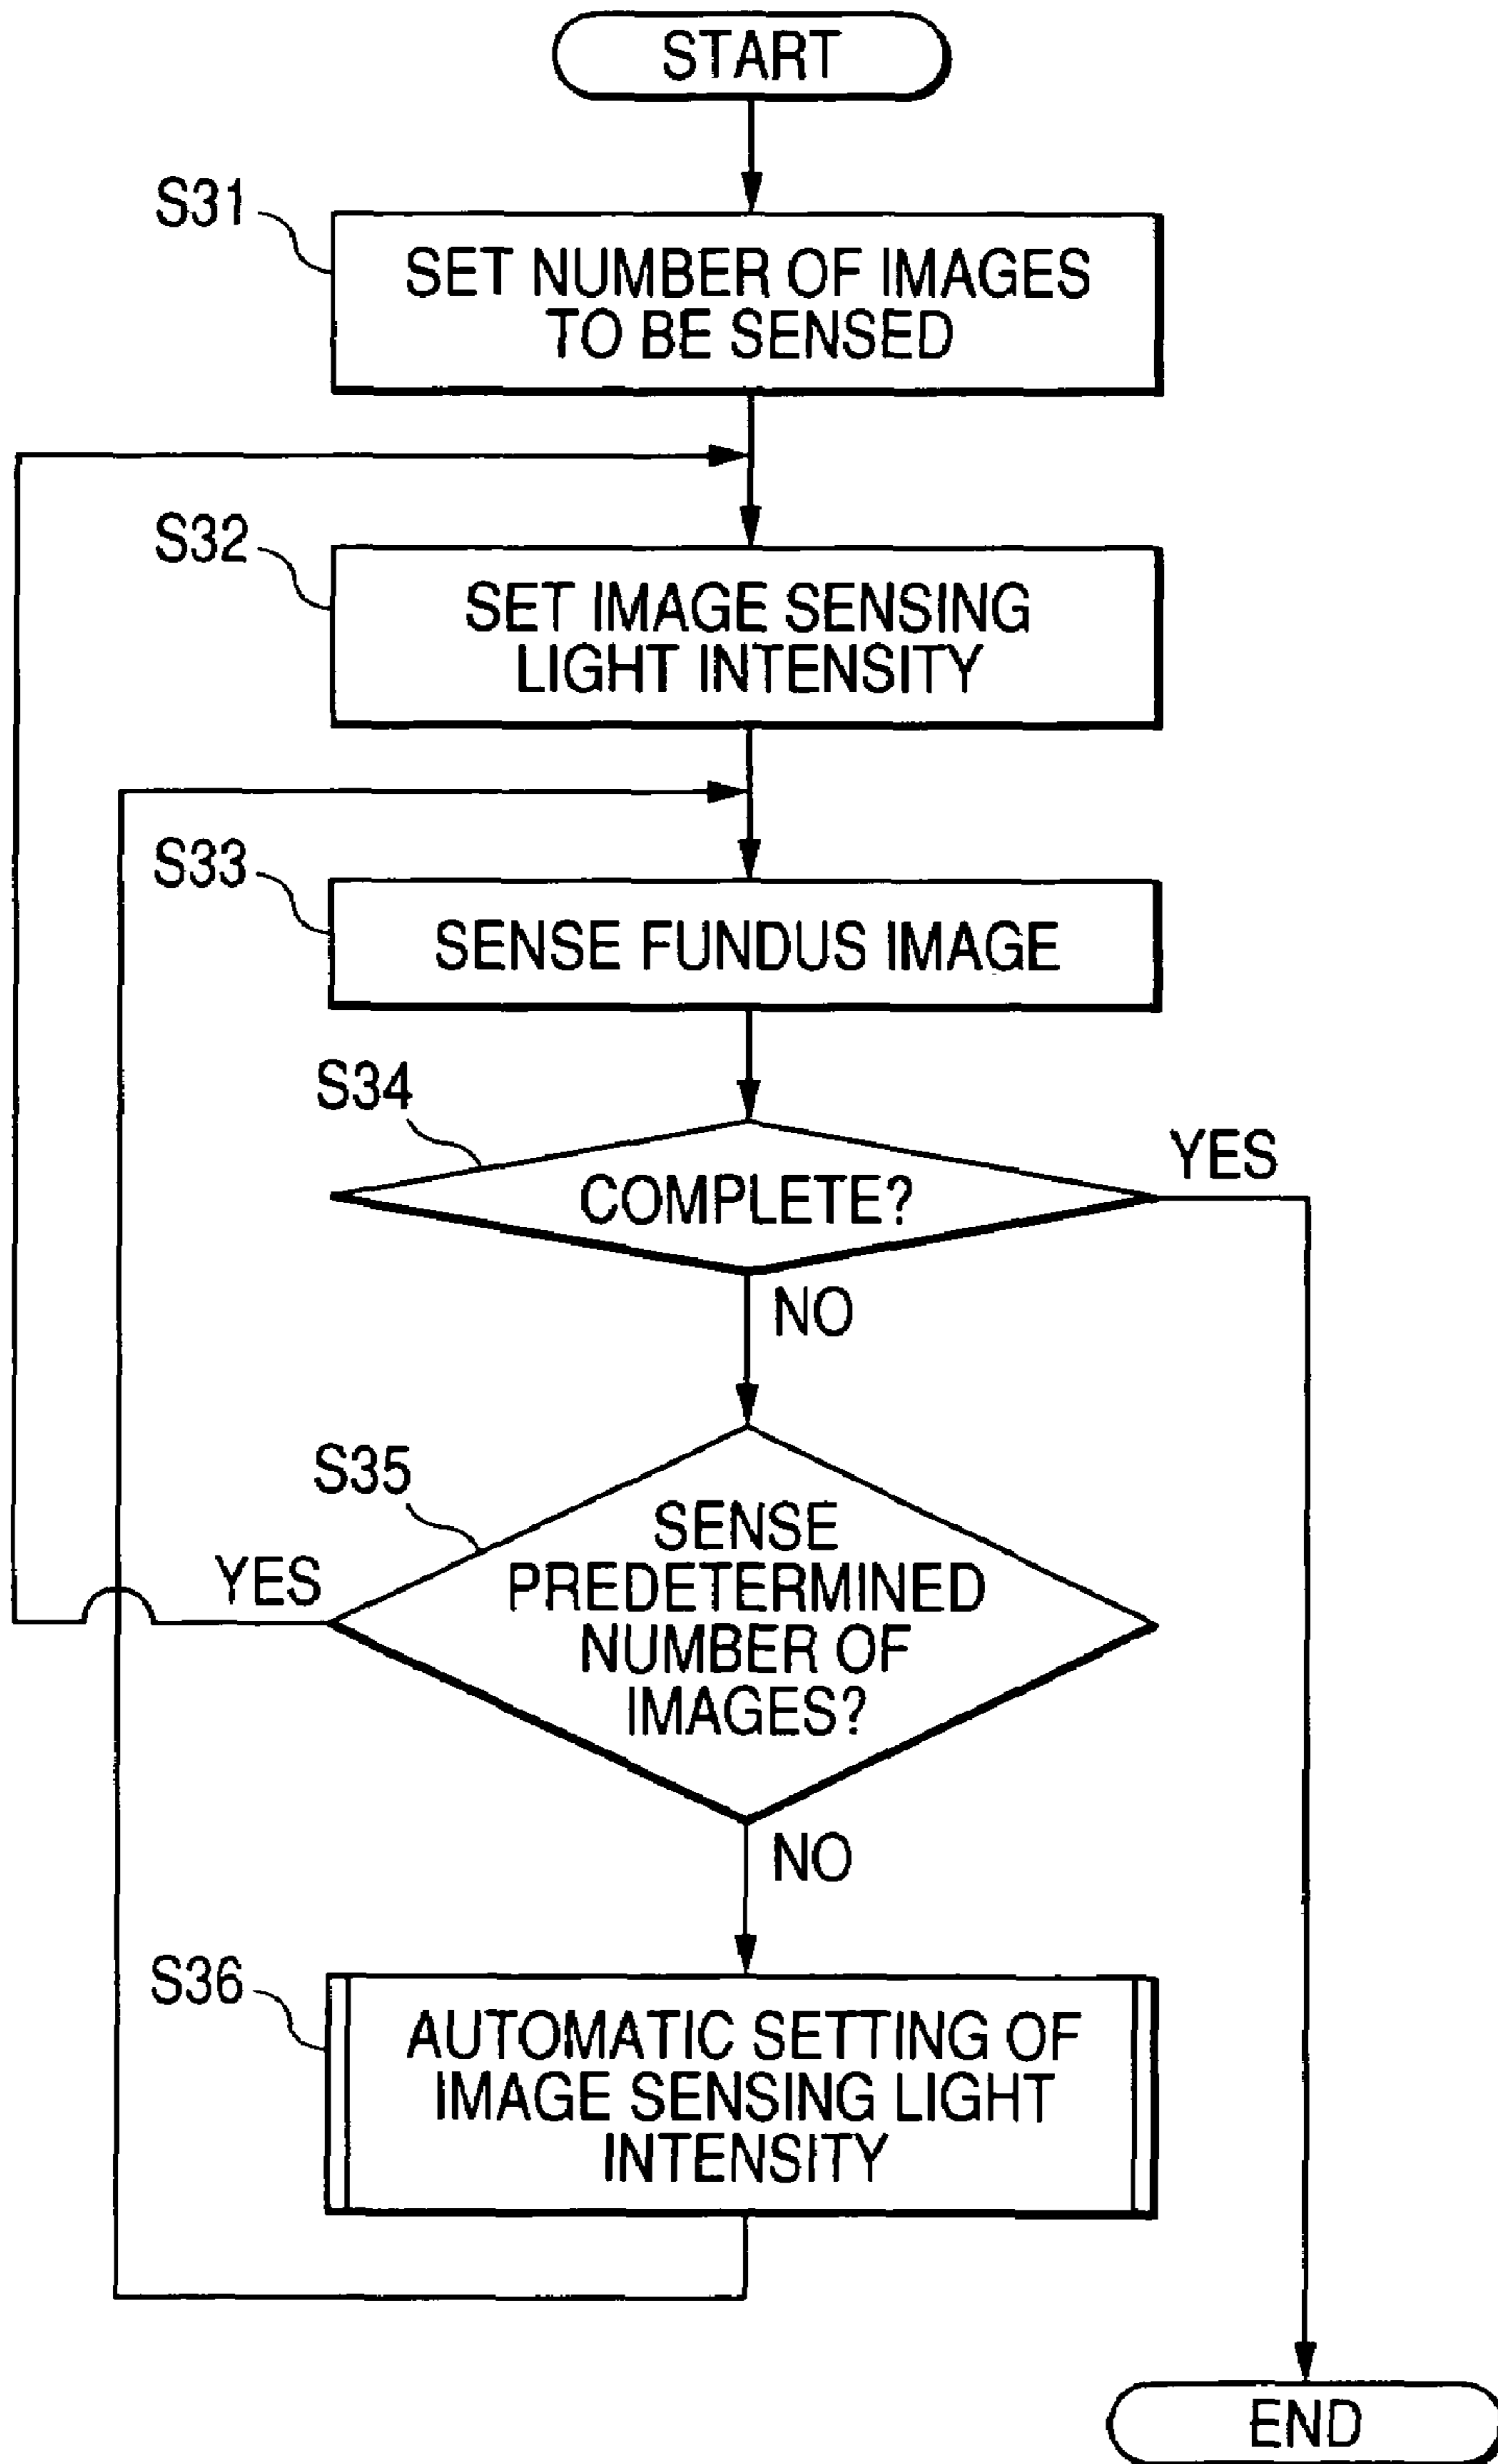 START
S31
SET NUMBER OF IMAGES
TO BE SENSED
S32
SET IMAGE SENSING
LIGHT INTENSITY
S33
SENSE FUNDUS IMAGE
S34
COMPLETE?
YES
NO
S35
SENSE
PREDETERMINED
NUMBER OF
IMAGES?
YES
NO
S36
AUTOMATIC SETTING OF
IMAGE SENSING LIGHT
INTENSITY
END